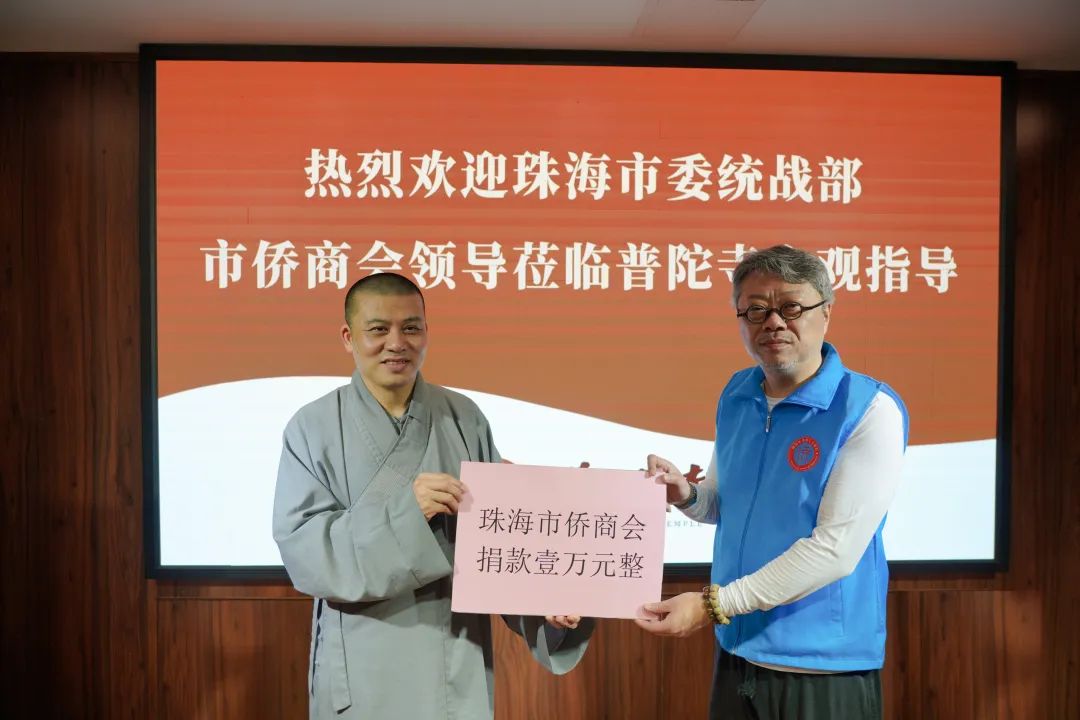 热烈欢迎珠海市委统战部
市侨商会领导莅临普陀寺参观指导
珠海市侨商会
捐款壹万元整